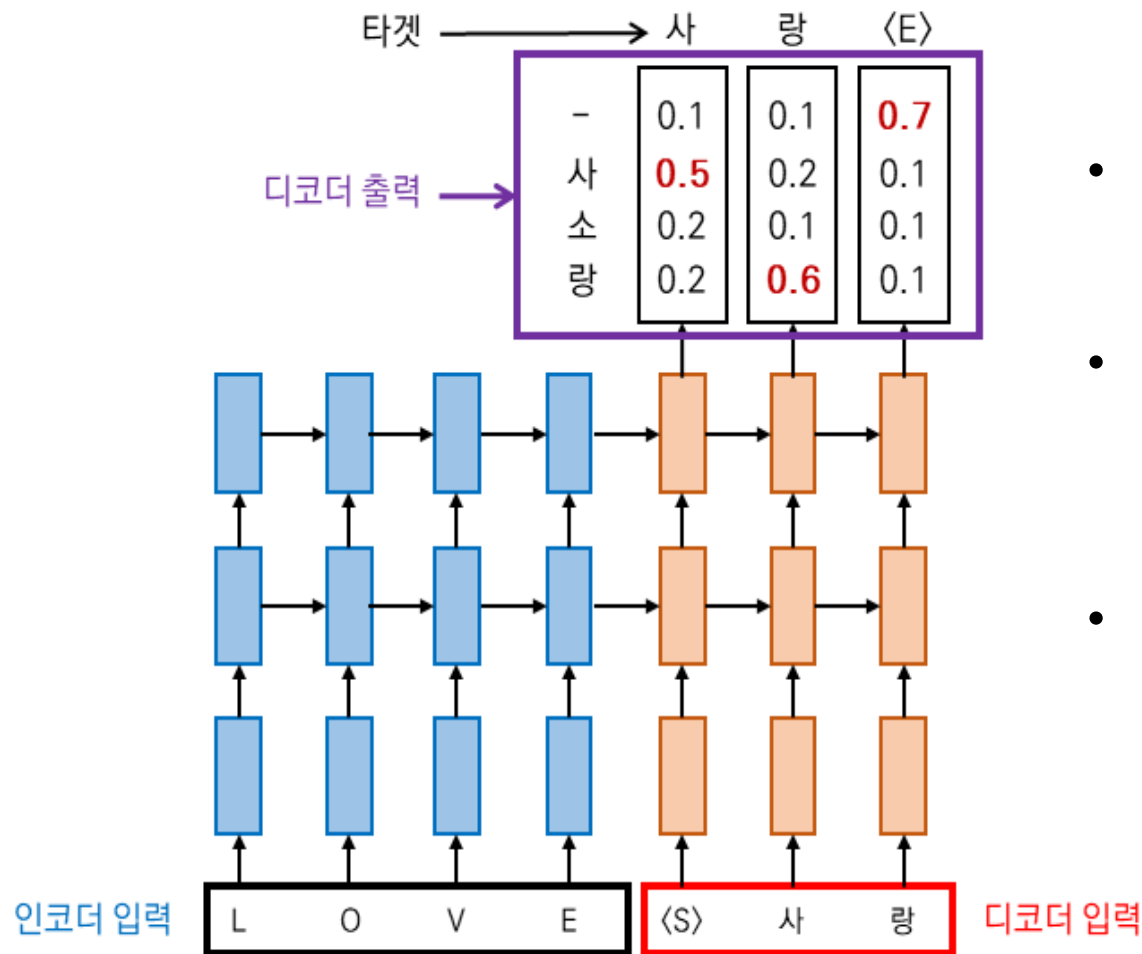 타겟 사 랑 〈E〉
- 0.1 0.1 0.7
사 0.5 0.2 0.1
디코더 출력
소 0.2 0.1 0.1
랑 0.2 0.6 0.1
인코더 입력 L O V E 〈S〉 사 랑 디코더 입력